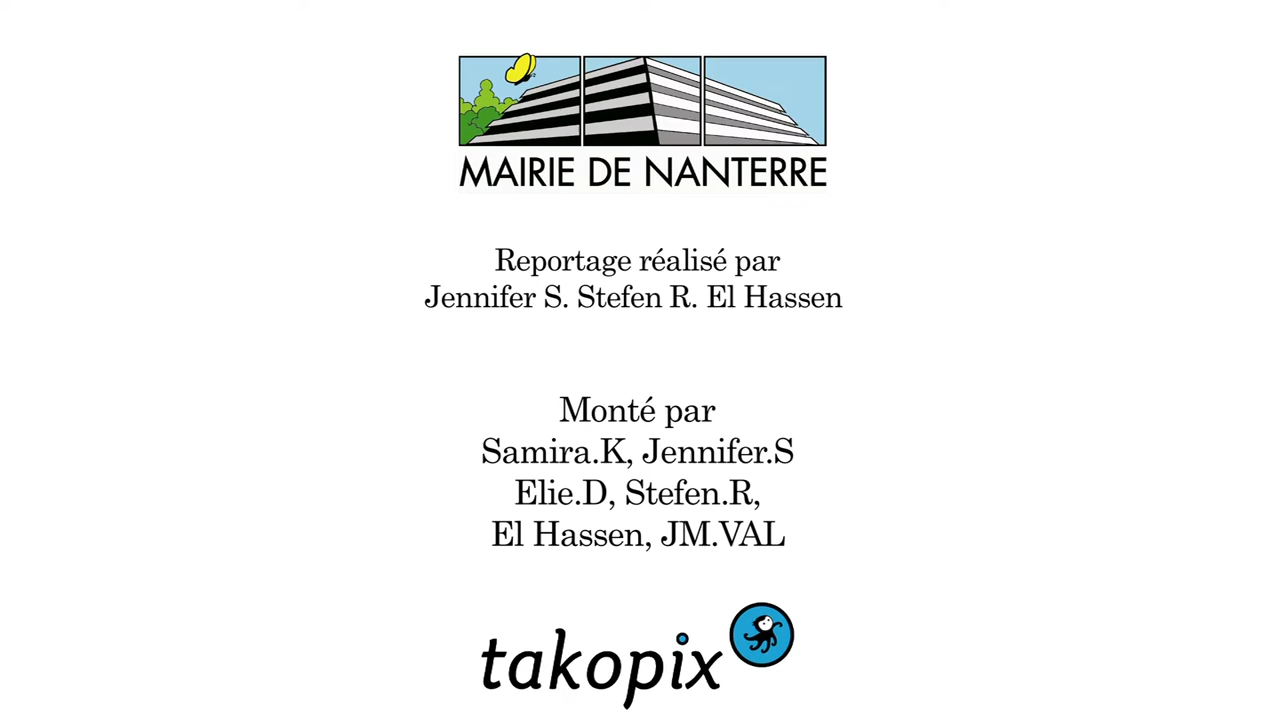 MAIRIE DE NANTERRE
Reportage réalisé par
Jennifer S. Stefen R. El Hassen
Monté par
Samira.K, Jennifer.S
Elie.D, Stefen.R,
El Hassen, JM.VAL
takopix